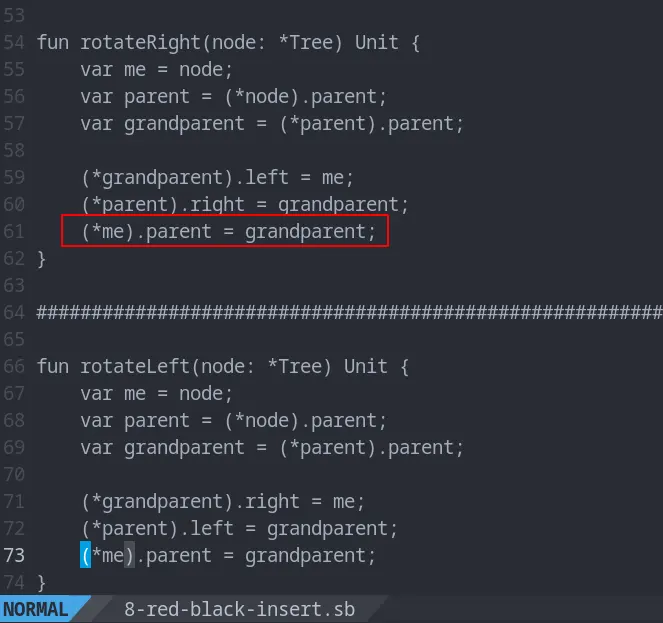 53
54 fun rotateRight(node: *Tree) Unit {
55     var me = node;
56     var parent = (*node).parent;
57     var grandparent = (*parent).parent;
58
59     (*grandparent).left = me;
60     (*parent).right = grandparent;
61     (*me).parent = grandparent;
62 }
63
64 #########################################################
65
66 fun rotateLeft(node: *Tree) Unit {
67     var me = node;
68     var parent = (*node).parent;
69     var grandparent = (*parent).parent;
70
71     (*grandparent).right = me;
72     (*parent).left = grandparent;
73     (*me).parent = grandparent;
74 }
NORMAL 8-red-black-insert.sb